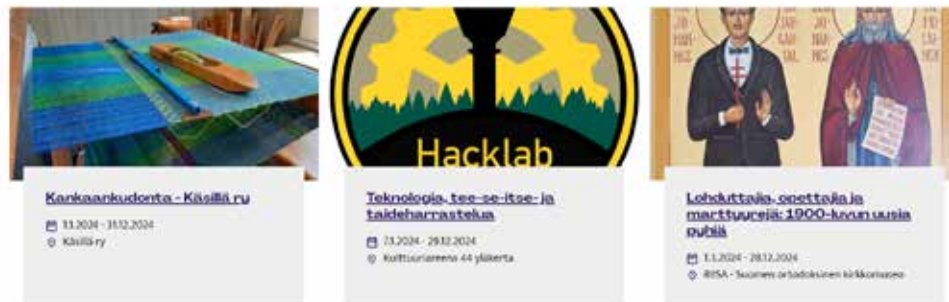 Hacklab
Kankaankudonta - Käsillä ry
1.1.2024 - 31.12.2024
Käsillä ry
Teknologia, tee-se-itse- ja
taideharrastelua
7.1.2024 - 29.12.2024
Kulttuuriareena 44 yläkerta
Lohduttajia, opettajia ja
marttyyrejä: 1900-luvun uusia
pyhiä
1.1.2024 - 28.12.2024
RIISA - Suomen ortodoksinen kirkkomuseo